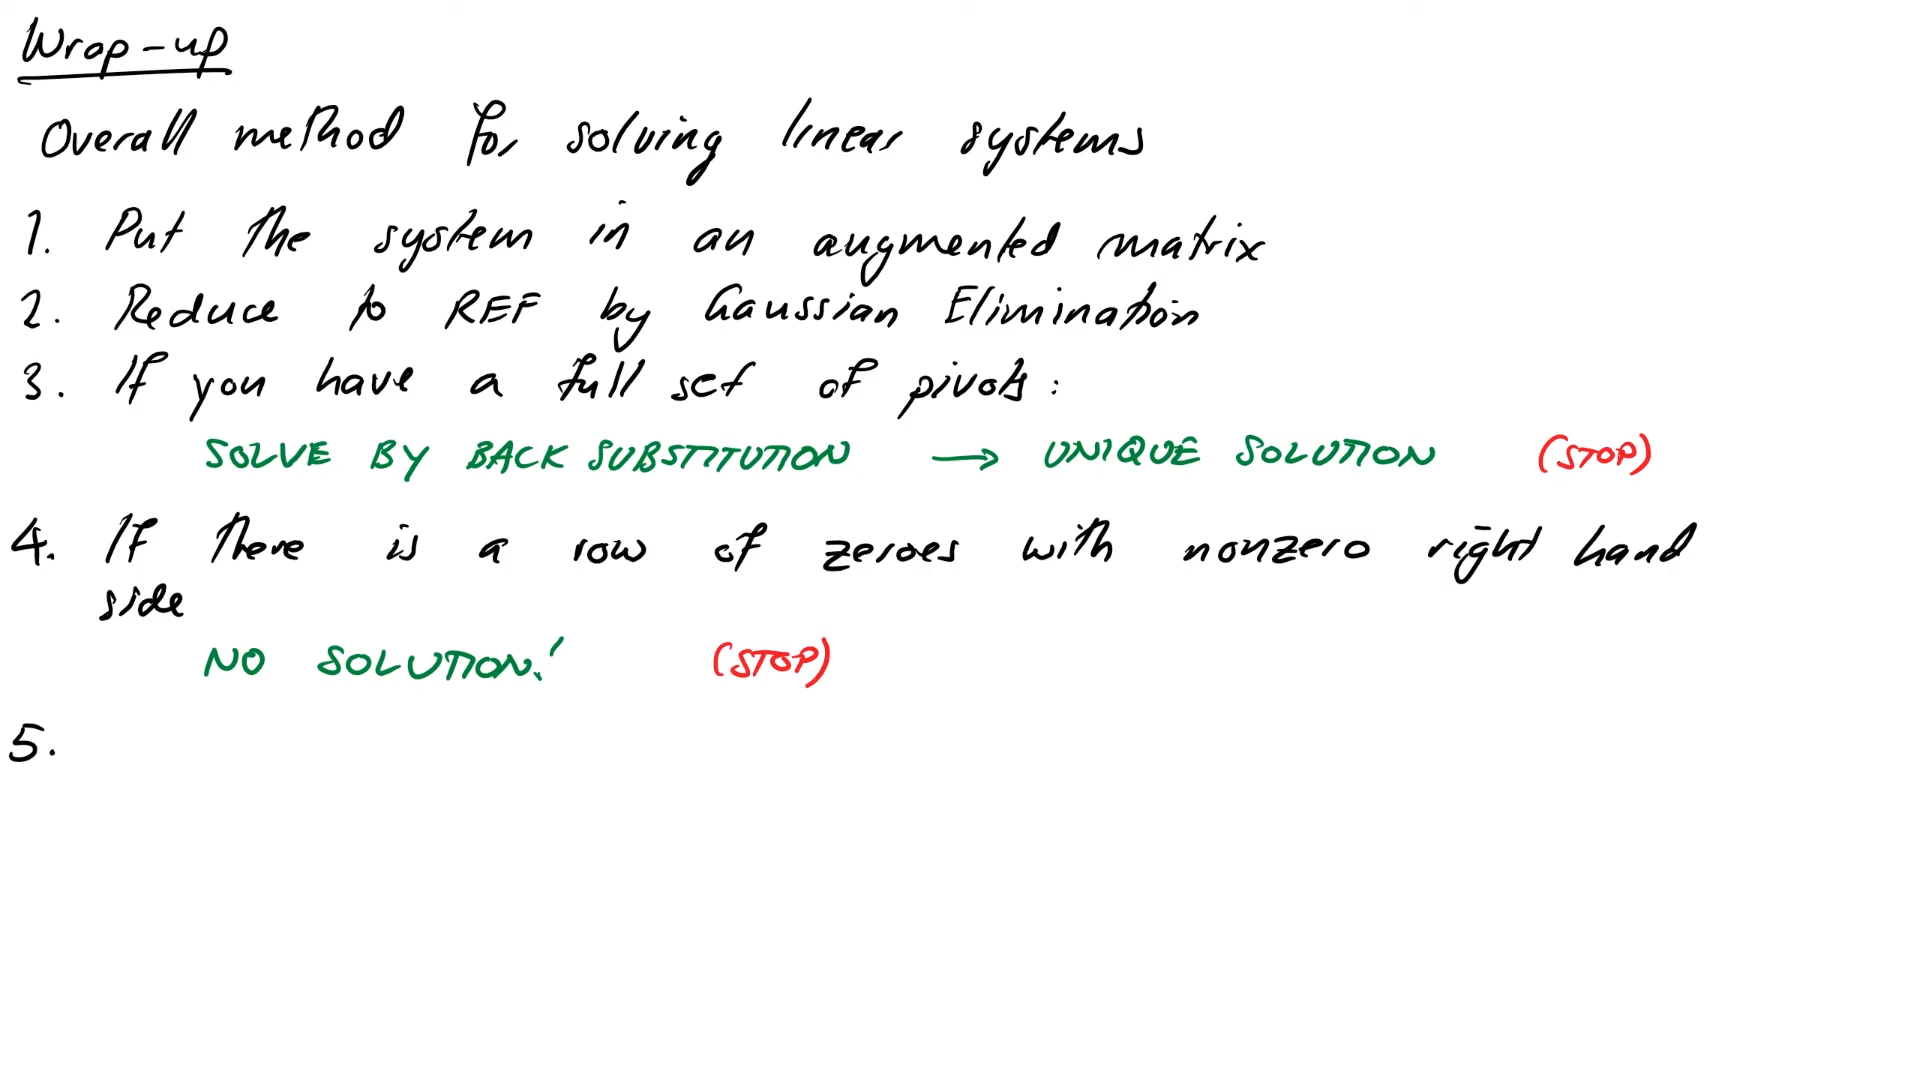 Wrap-up
Overall method for solving linear systems
1. Put the system in an augmented matrix
2. Reduce to REF by Gaussian Elimination
3. If you have a full set of pivots:
SOLVE BY BACK SUBSTITUTION → UNIQUE SOLUTION (STOP)
4. If there is a row of zeroes with nonzero right hand
side
NO SOLUTION! (STOP)
5.